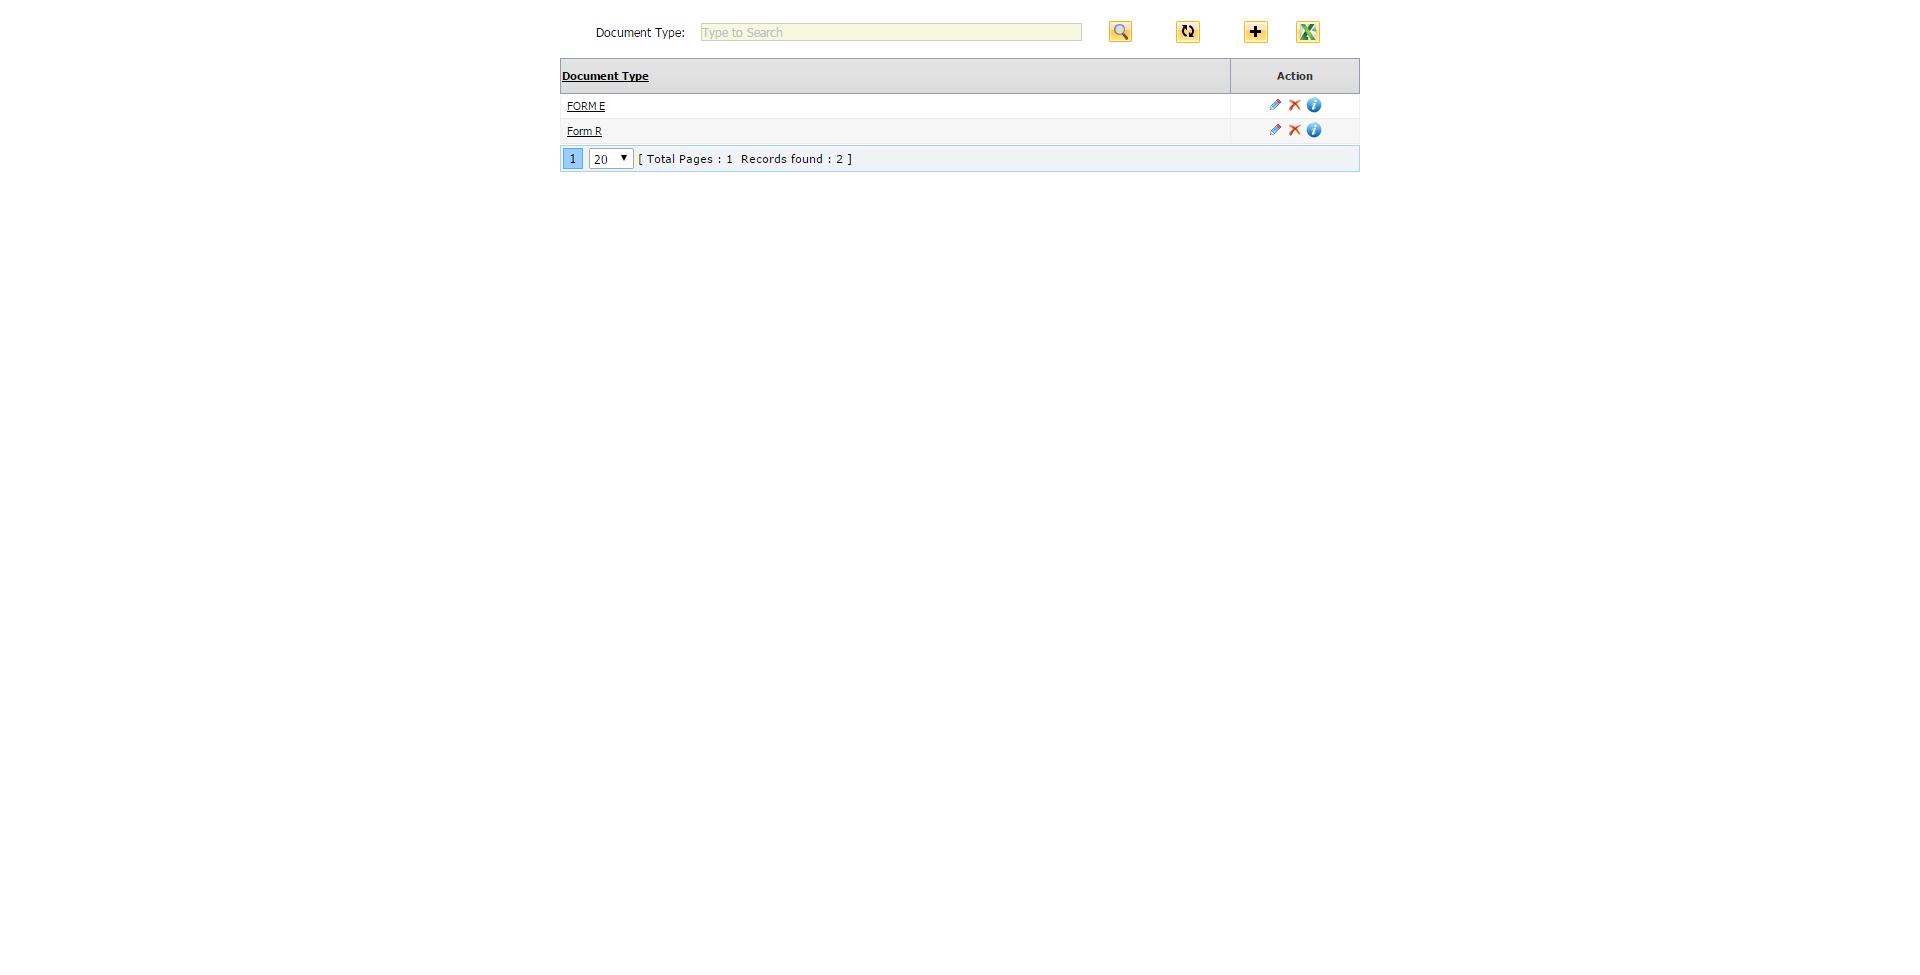 Document Type: Type to Search
Document Type Action
FORM E
Form R
1 20 [ Total Pages : 1 Records found : 2 ]